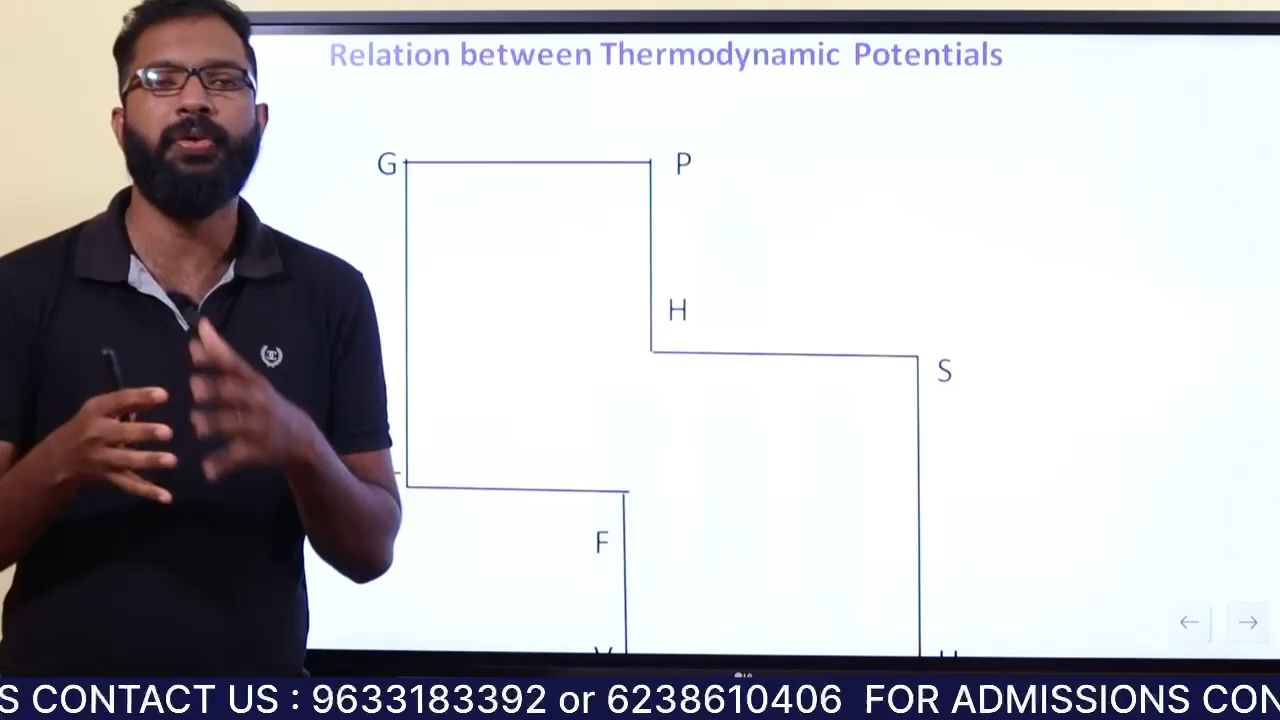 Relation between Thermodynamic Potentials
G P
H
S
F
S CONTACT US : 9633183392 or 6238610406 FOR ADMISSIONS CON